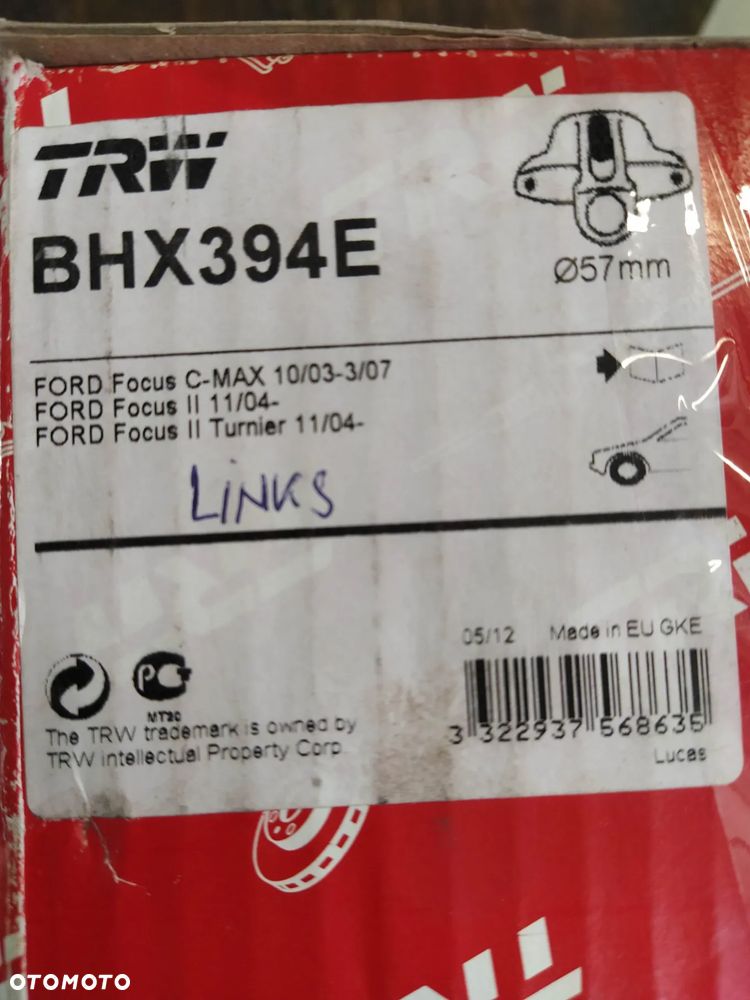 TRW
BHX394E
Ø57mm
FORD Focus C-MAX 10/03-3/07
FORD Focus II 11/04-
FORD Focus II Turnier 11/04-
LINKS
05/12 Made in EU GKE
The TRW trademark is owned by
TRW Intellectual Property Corp.
3 322937 568635
Lucas
OTOMOTO